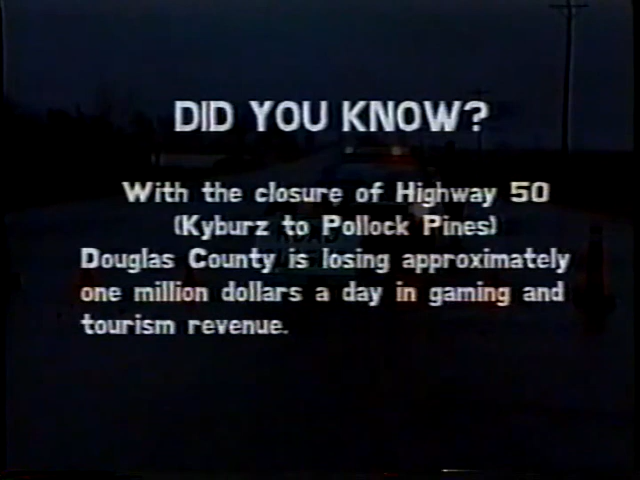 DID YOU KNOW?
With the closure of Highway 50
(Kyburz to Pollock Pines)
Douglas County is losing approximately
one million dollars a day in gaming and
tourism revenue.
ROAD